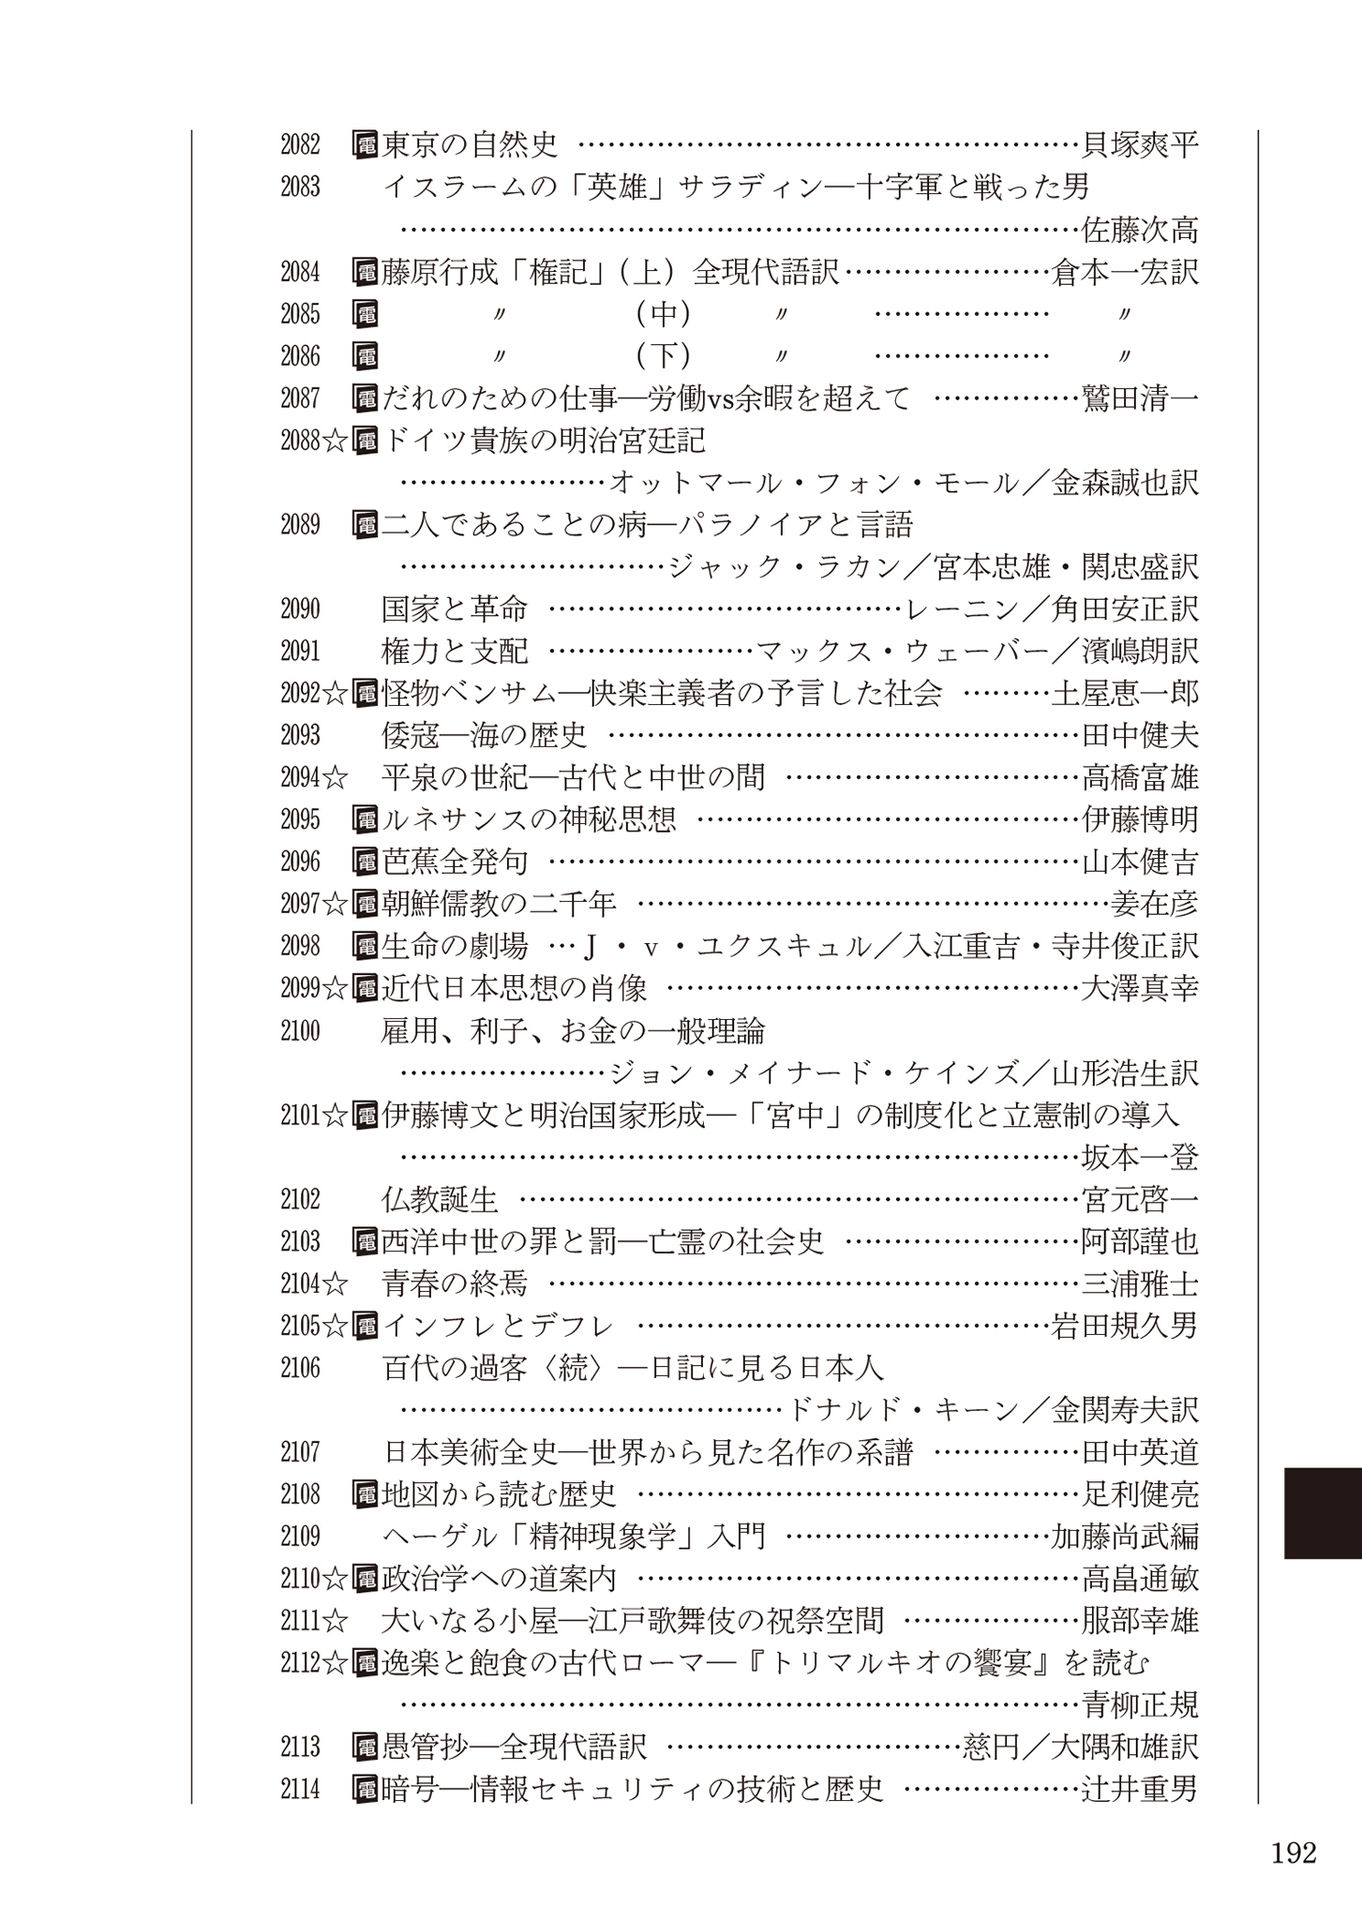 2082 電 東京の自然史 ……………………………………………貝塚爽平
2083 イスラームの「英雄」サラディン―十字軍と戦った男
……………………………………………………………佐藤次高
2084 電 藤原行成「権記」（上）全現代語訳…………………倉本一宏訳
2085 電 〃 （中） 〃 ……………… 〃
2086 電 〃 （下） 〃 ……………… 〃
2087 電 だれのための仕事―労働vs余暇を超えて ……………鷲田清一
2088☆電 ドイツ貴族の明治宮廷記
…………………オットマール・フォン・モール／金森誠也訳
2089 電 二人であることの病―パラノイアと言語
………………………ジャック・ラカン／宮本忠雄・関忠盛訳
2090 国家と革命 ………………………………レーニン／角田安正訳
2091 権力と支配 …………………マックス・ウェーバー／濱嶋朗訳
2092☆電 怪物ベンサム―快楽主義者の予言した社会 ………土屋恵一郎
2093 倭寇―海の歴史 …………………………………………田中健夫
2094☆ 平泉の世紀―古代と中世の間 …………………………高橋富雄
2095 電 ルネサンスの神秘思想 …………………………………伊藤博明
2096 電 芭蕉全発句 ………………………………………………山本健吉
2097☆電 朝鮮儒教の二千年 …………………………………………姜在彦
2098 電 生命の劇場 …J・v・ユクスキュル／入江重吉・寺井俊正訳
2099☆電 近代日本思想の肖像 ……………………………………大澤真幸
2100 雇用、利子、お金の一般理論
…………………ジョン・メイナード・ケインズ／山形浩生訳
2101☆電 伊藤博文と明治国家形成―「宮中」の制度化と立憲制の導入
……………………………………………………………坂本一登
2102 仏教誕生 …………………………………………………宮元啓一
2103 電 西洋中世の罪と罰―亡霊の社会史 ……………………阿部謹也
2104☆ 青春の終焉 ………………………………………………三浦雅士
2105☆電 インフレとデフレ ……………………………………岩田規久男
2106 百代の過客〈続〉―日記に見る日本人
…………………………………ドナルド・キーン／金関寿夫訳
2107 日本美術全史―世界から見た名作の系譜 ……………田中英道
2108 電 地図から読む歴史 ………………………………………足利健亮
2109 ヘーゲル「精神現象学」入門 ………………………加藤尚武編
2110☆電 政治学への道案内 ………………………………………高畠通敏
2111☆ 大いなる小屋―江戸歌舞伎の祝祭空間 ………………服部幸雄
2112☆電 逸楽と飽食の古代ローマ―『トリマルキオの饗宴』を読む
……………………………………………………………青柳正規
2113 電 愚管抄―全現代語訳 …………………………慈円／大隅和雄訳
2114 電 暗号―情報セキュリティの技術と歴史 ………………辻井重男
192